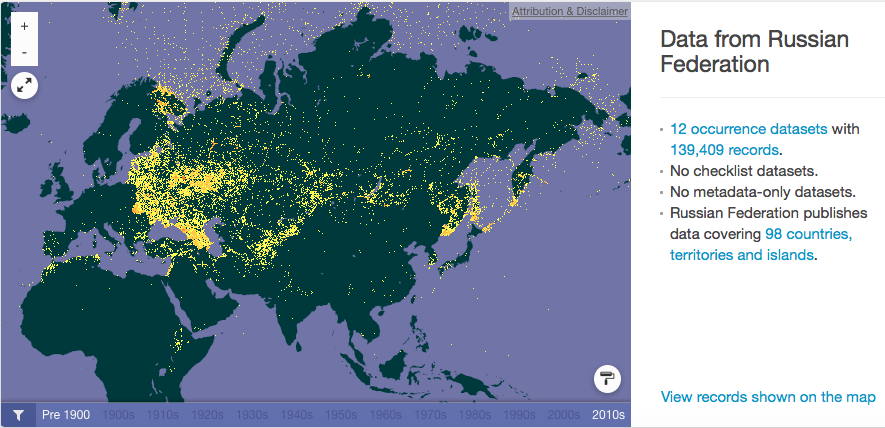 +
-
Attribution & Disclaimer
Data from Russian
Federation
12 occurrence datasets with
139,409 records.
No checklist datasets.
No metadata-only datasets.
Russian Federation publishes
data covering 98 countries,
territories and islands.
View records shown on the map
Pre 1900 1900s 1910s 1920s 1930s 1940s 1950s 1960s 1970s 1980s 1990s 2000s 2010s